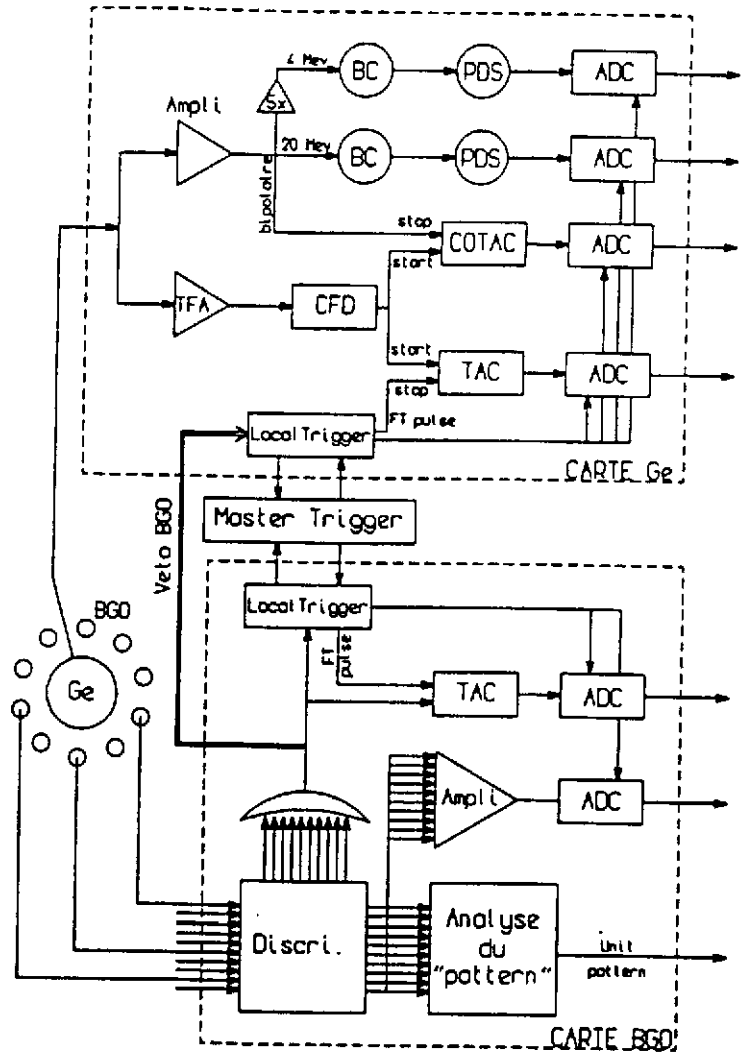 4 Mev
BC
PDS
ADC
5x
Ampli
20 Mev
BC
PDS
ADC
bipolaire
stop
COTAC
ADC
start
TFA
CFD
start
TAC
ADC
stop
FT pulse
Local Trigger
CARTE Ge
Master Trigger
Veto BGO
Local Trigger
BGO
FT pulse
Ge
TAC
ADC
Ampli
ADC
Discri.
Analyse
du
"pattern"
Unit
pattern
CARTE BGO